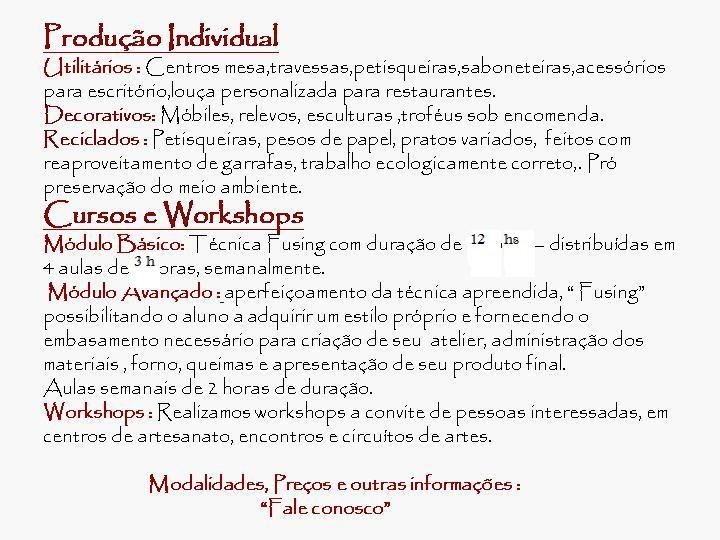 Produção Individual
Utilitários : Centros mesa,travessas,petisqueiras,saboneteiras,acessórios
para escritório,louça personalizada para restaurantes.
Decorativos: Móbiles, relevos, esculturas ,troféus sob encomenda.
Reciclados : Petisqueiras, pesos de papel, pratos variados, feitos com
reaproveitamento de garrafas, trabalho ecologicamente correto,. Pró
preservação do meio ambiente.
Cursos e Workshops
Módulo Básico: Técnica Fusing com duração de 12 hs – distribuídas em
4 aulas de 3 h oras, semanalmente.
Módulo Avançado : aperfeiçoamento da técnica apreendida, “ Fusing”
possibilitando o aluno a adquirir um estilo próprio e fornecendo o
embasamento necessário para criação de seu atelier, administração dos
materiais , forno, queimas e apresentação de seu produto final.
Aulas semanais de 2 horas de duração.
Workshops : Realizamos workshops a convite de pessoas interessadas, em
centros de artesanato, encontros e circuítos de artes.
Modalidades, Preços e outras informações :
“Fale conosco”